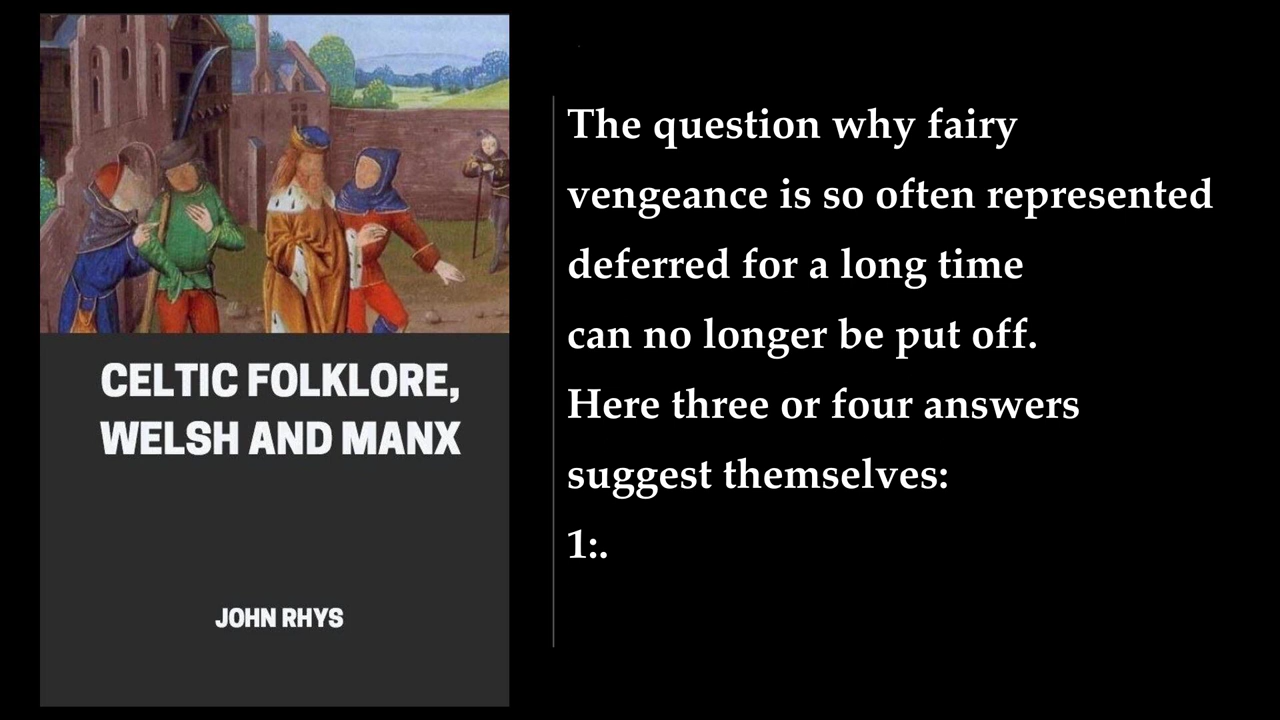 CELTIC FOLKLORE,
WELSH AND MANX
JOHN RHYS
The question why fairy
vengeance is so often represented
deferred for a long time
can no longer be put off.
Here three or four answers
suggest themselves:
1:.